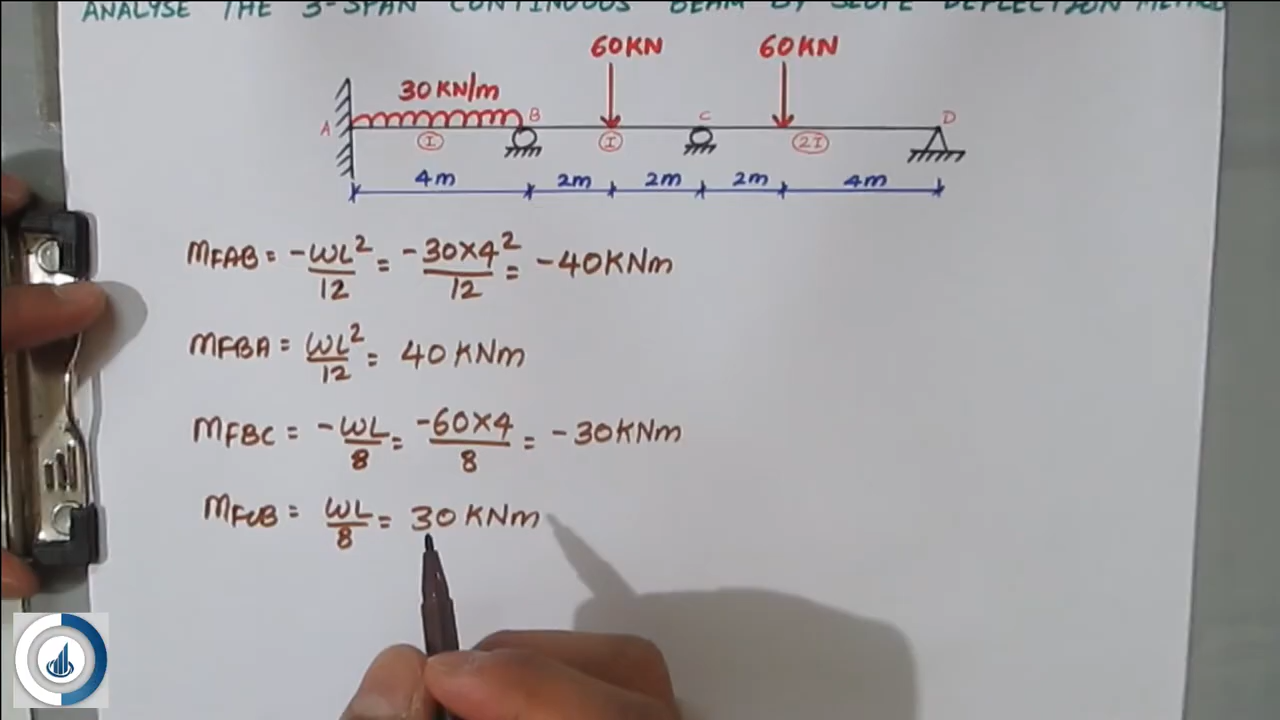 ANALYSE THE 3-SPAN CONTINUOUS BEAM BY SLOPE DEFLECTION METHOD
60KN 60KN
30KN/m
A B C D
I I 2I
4m 2m 2m 2m 4m
MFAB = -WL²/12 = -30×4²/12 = -40KNm
MFBA = WL²/12 = 40KNm
MFBC = -WL/8 = -60×4/8 = -30KNm
MFCB = WL/8 = 30KNm